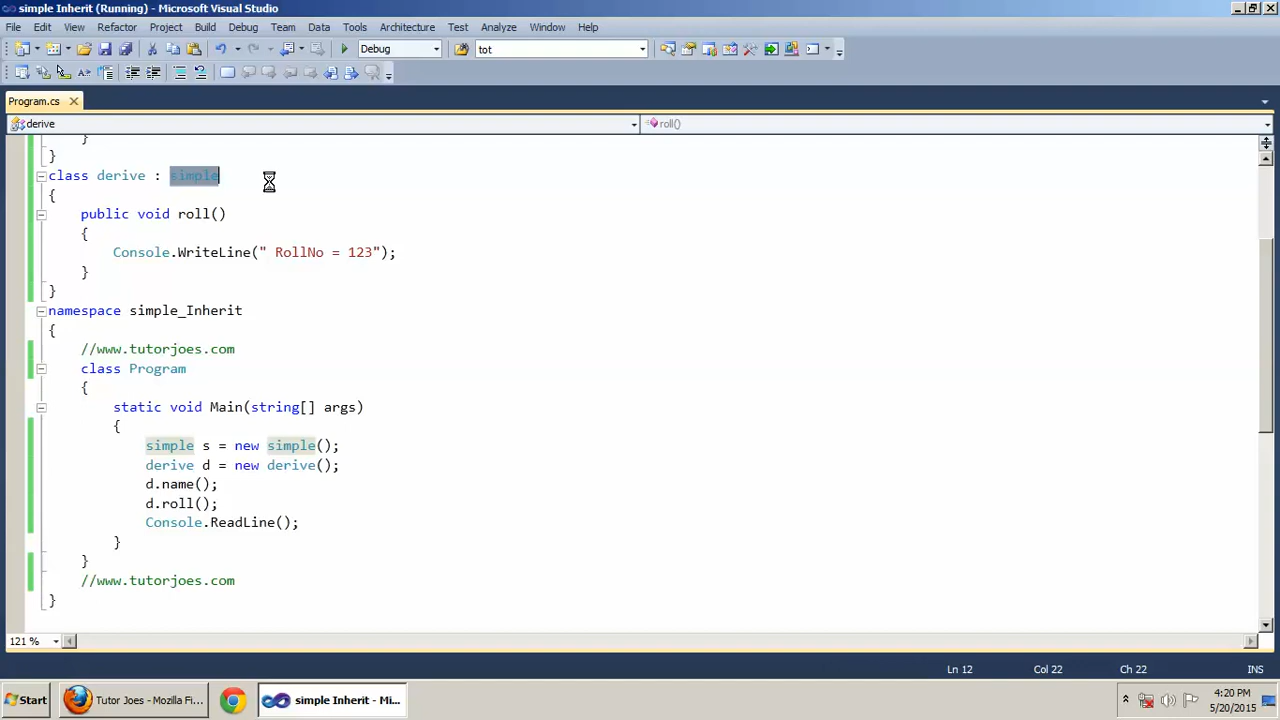 simple Inherit (Running) - Microsoft Visual Studio
File Edit View Refactor Project Build Debug Team Data Tools Architecture Test Analyze Window Help
Debug tot
Program.cs
derive roll()
}
}
class derive : simple
{
public void roll()
{
Console.WriteLine(" RollNo = 123");
}
}
namespace simple_Inherit
{
//www.tutorjoes.com
class Program
{
static void Main(string[] args)
{
simple s = new simple();
derive d = new derive();
d.name();
d.roll();
Console.ReadLine();
}
}
//www.tutorjoes.com
}
121 %
Ln 12 Col 22 Ch 22 INS
Start Tutor Joes - Mozilla Fi... simple Inherit - Mi... 4:20 PM
5/20/2015